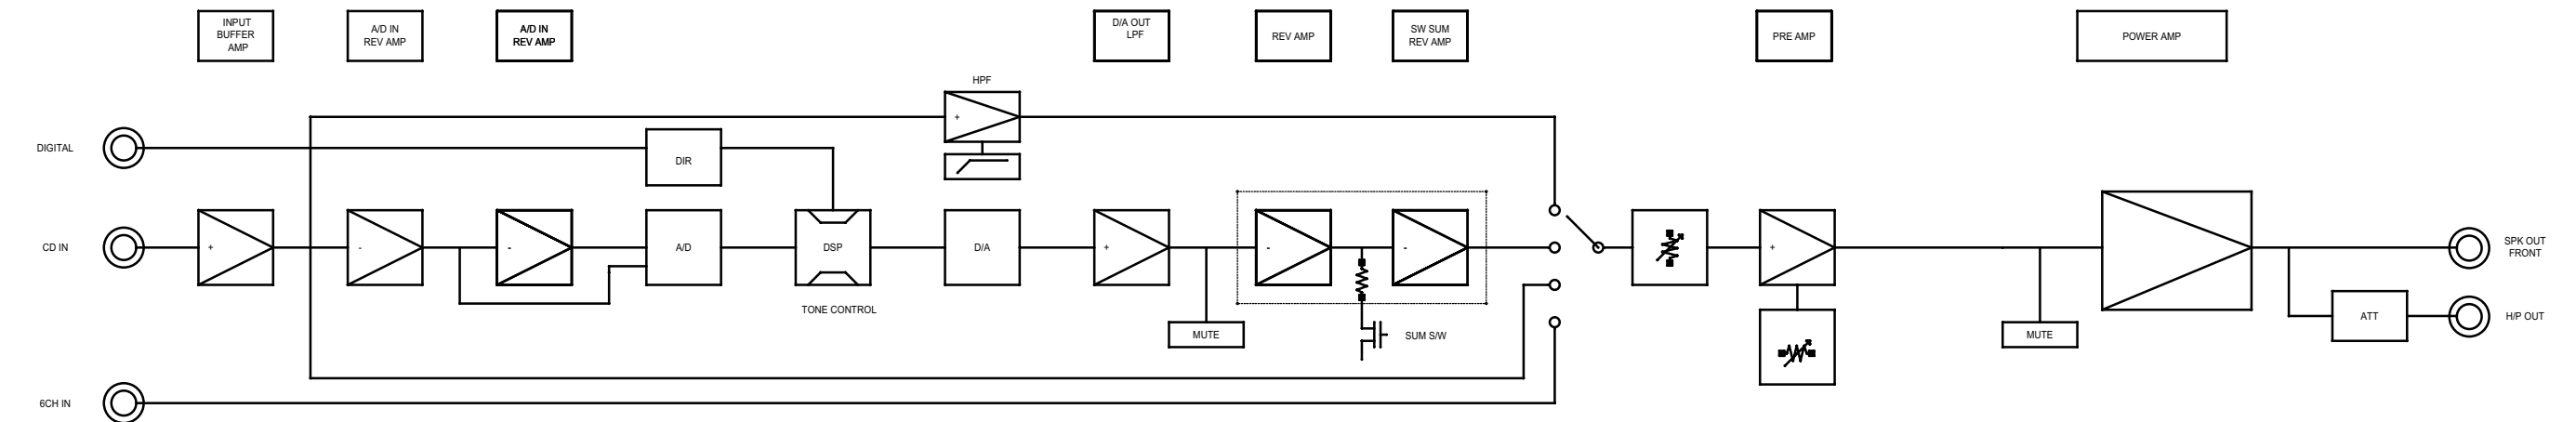 INPUT
BUFFER
AMP
A/D IN
REV AMP
A/D IN
REV AMP
D/A OUT
LPF
REV AMP
SW SUM
REV AMP
PRE AMP
POWER AMP
HPF
+
DIGITAL
DIR
CD IN
+
-
-
A/D
DSP
D/A
+
-
-
+
SPK OUT
FRONT
TONE CONTROL
MUTE
SUM S/W
MUTE
ATT
H/P OUT
6CH IN